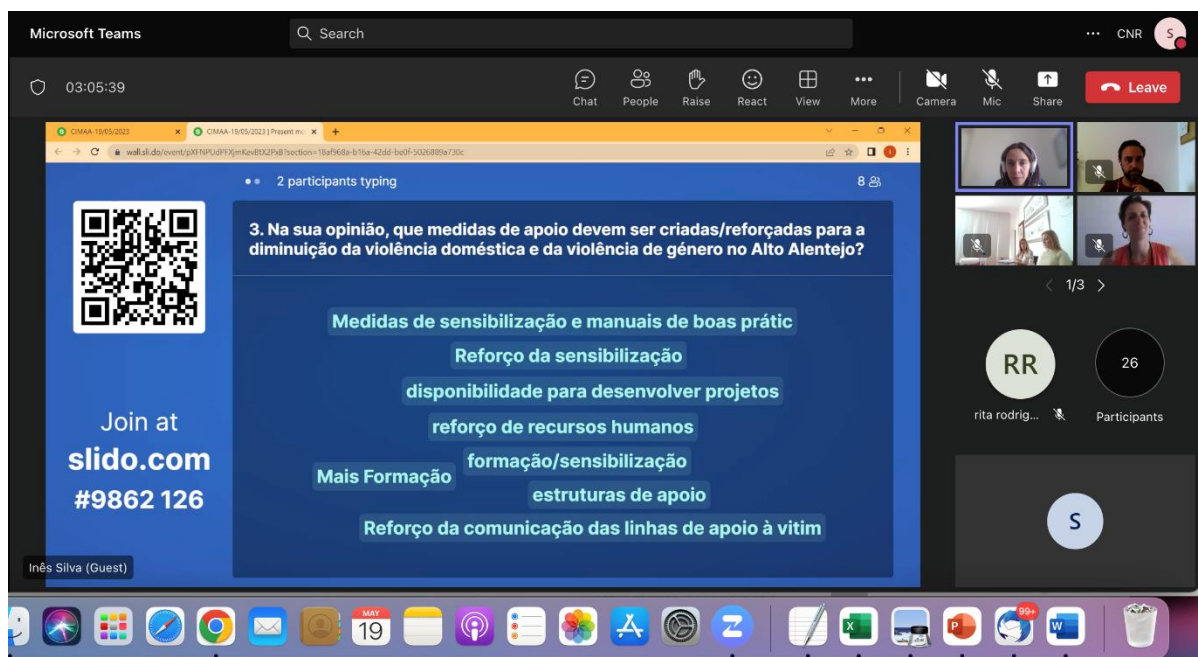 Microsoft Teams
Search
CNR
S
03:05:39
Chat
People
Raise
React
View
More
Camera
Mic
Share
Leave
CIMAA-19/05/2023
CIMAA-19/05/2023 | Present mo
2 participants typing
8
3. Na sua opinião, que medidas de apoio devem ser criadas/reforçadas para a
diminuição da violência doméstica e da violência de género no Alto Alentejo?
Medidas de sensibilização e manuais de boas prátic
Reforço da sensibilização
disponibilidade para desenvolver projetos
reforço de recursos humanos
formação/sensibilização
Mais Formação
estruturas de apoio
Reforço da comunicação das linhas de apoio à vitim
Join at
slido.com
#9862 126
Inês Silva (Guest)
1/3
RR
26
rita rodrig...
Participants
S
MAY
19
99+